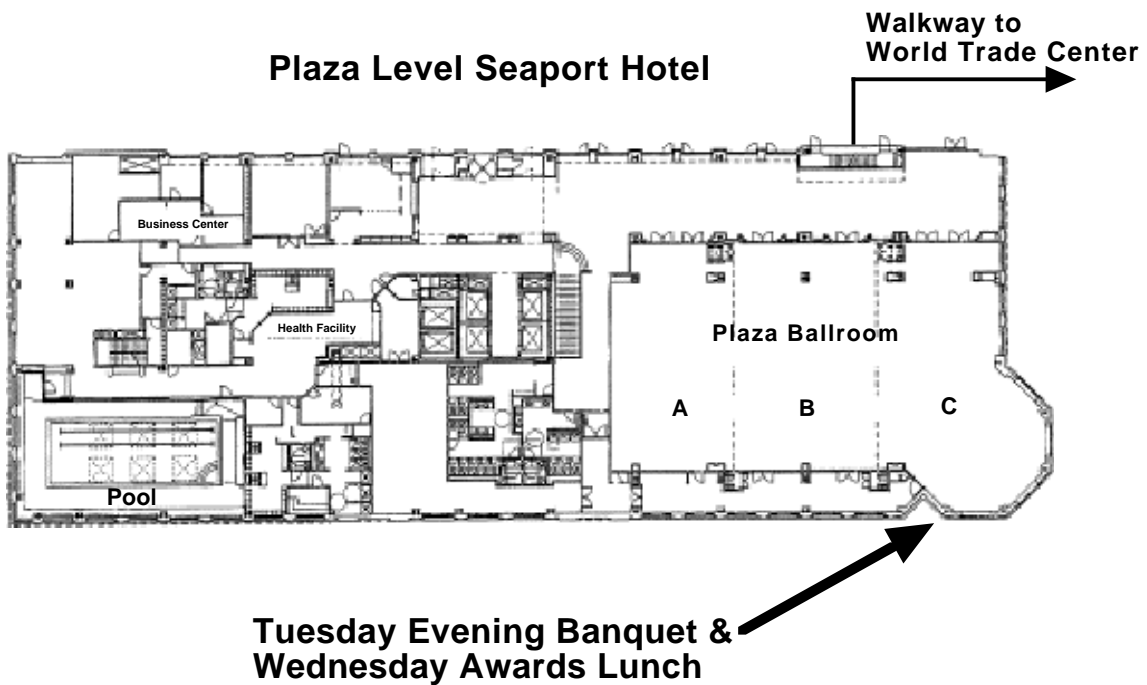 Walkway to
World Trade Center
Plaza Level Seaport Hotel
Business Center
Health Facility
Plaza Ballroom
A B C
Pool
Tuesday Evening Banquet &
Wednesday Awards Lunch